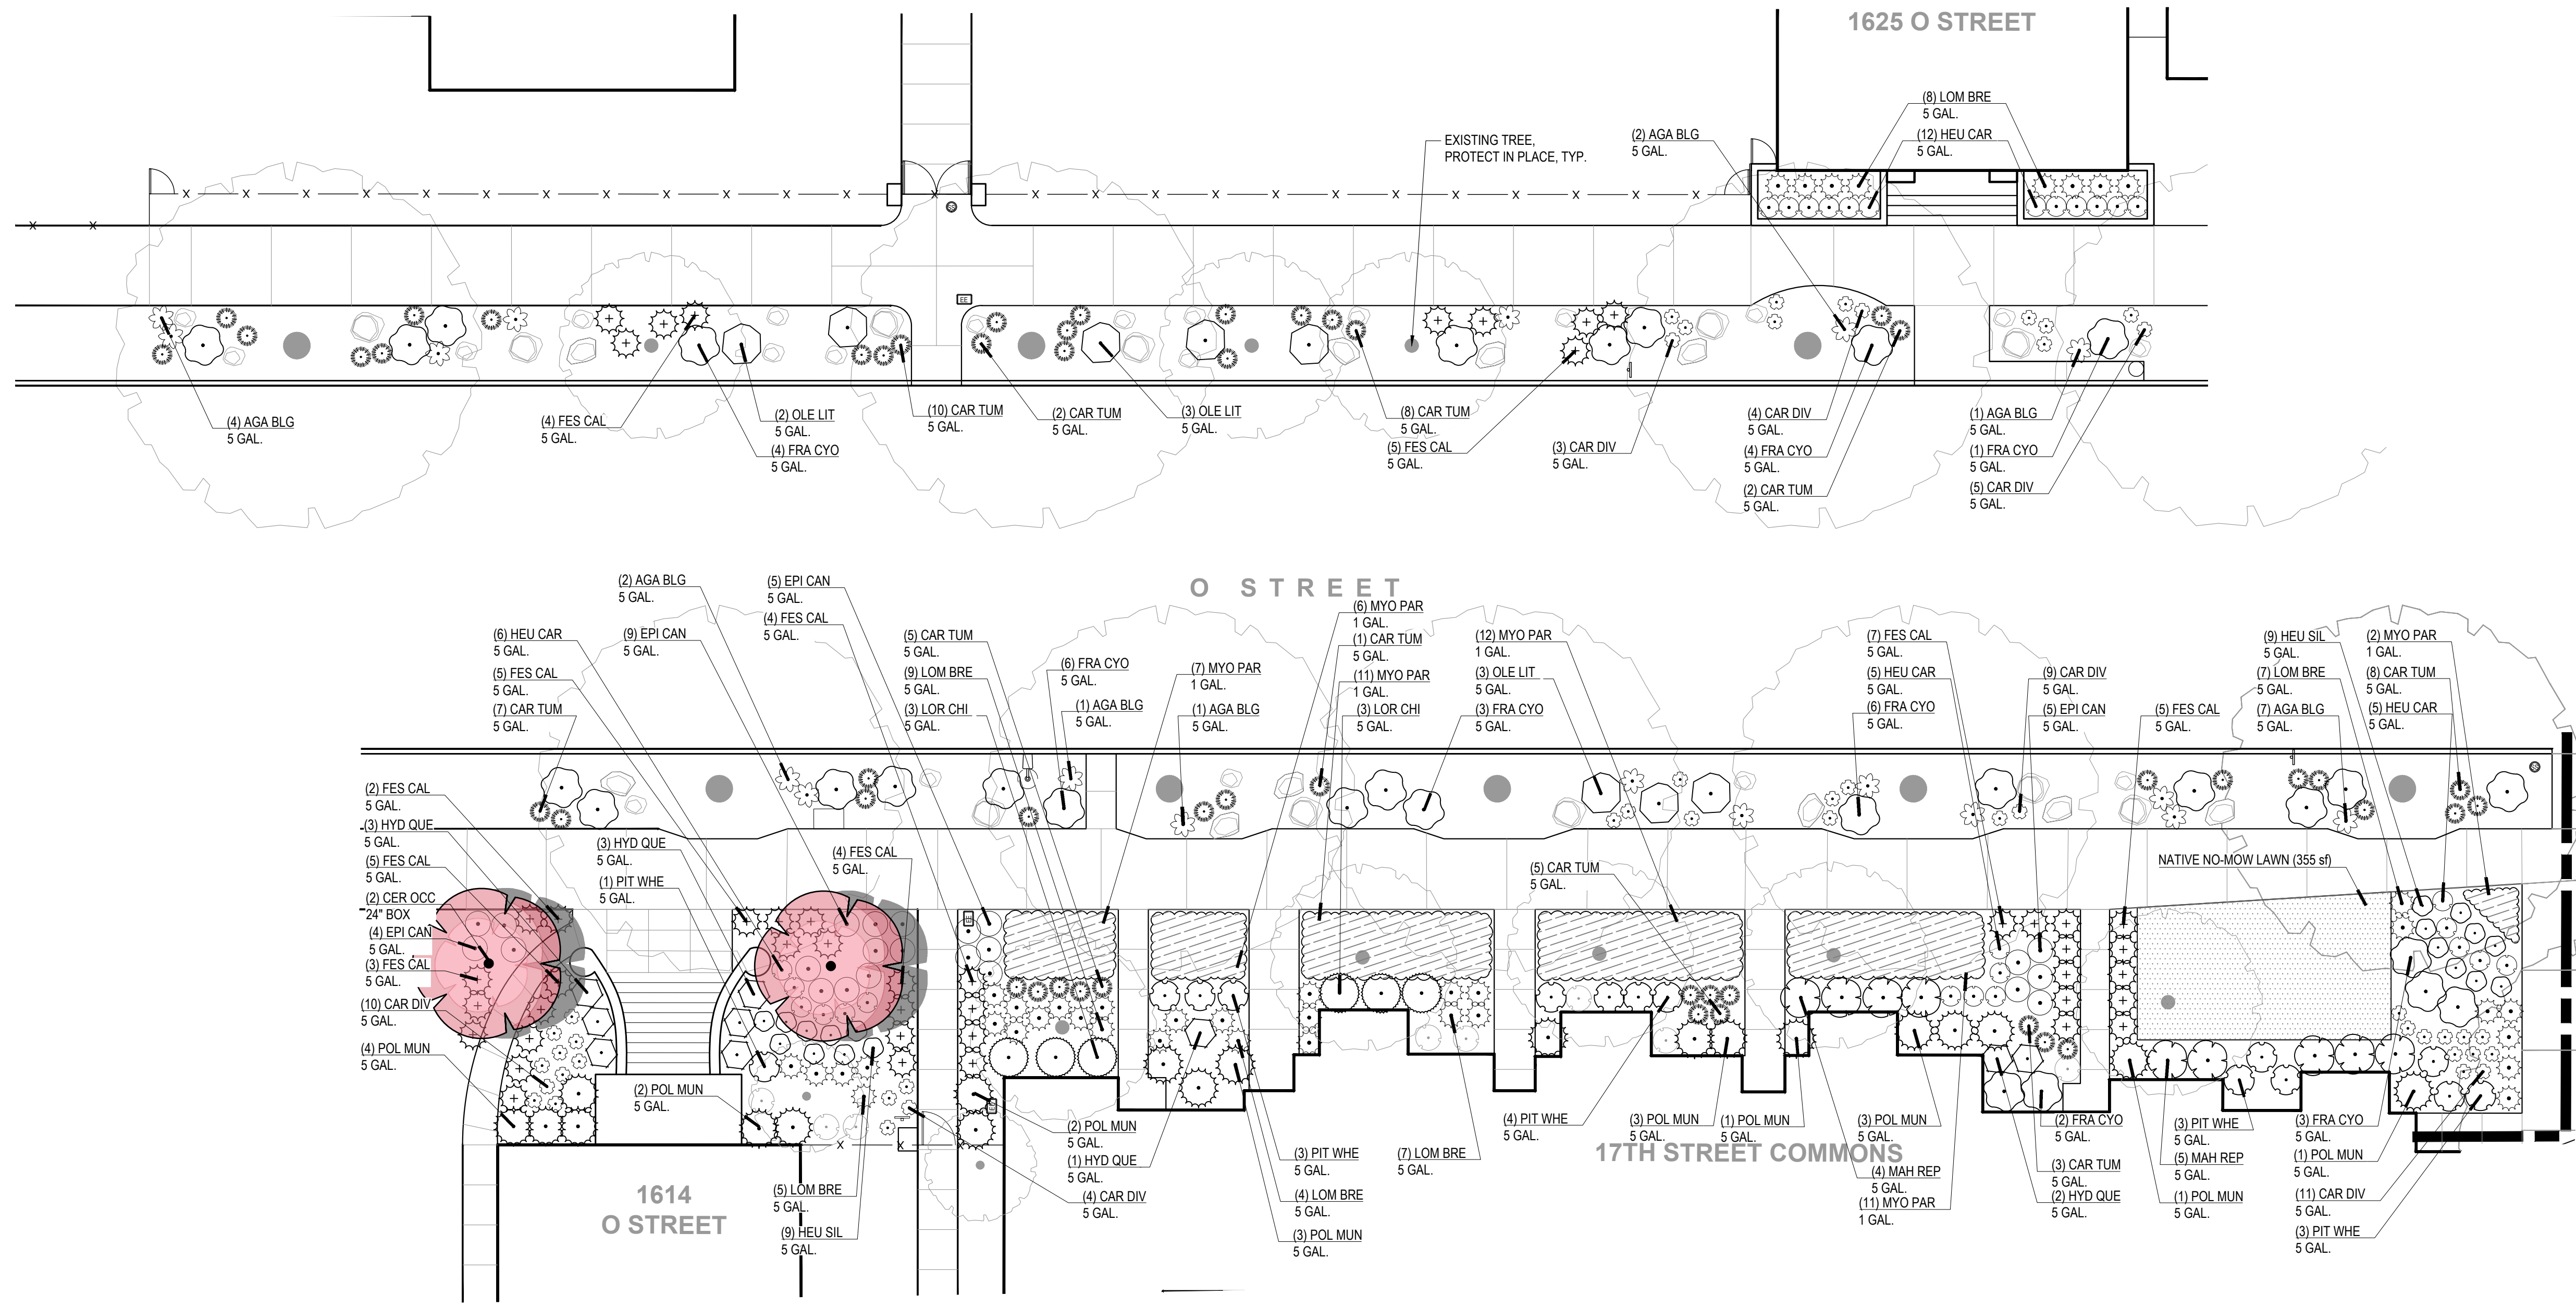 1625 O STREET
(8) LOM BRE
5 GAL.
(12) HEU CAR
5 GAL.
(2) AGA BLG
5 GAL.
EXISTING TREE,
PROTECT IN PLACE, TYP.
EE
(4) AGA BLG
5 GAL.
(4) FES CAL
5 GAL.
(2) OLE LIT
5 GAL.
(4) FRA CYO
5 GAL.
(10) CAR TUM
5 GAL.
(2) CAR TUM
5 GAL.
(3) OLE LIT
5 GAL.
(8) CAR TUM
5 GAL.
(5) FES CAL
5 GAL.
(3) CAR DIV
5 GAL.
(4) CAR DIV
5 GAL.
(4) FRA CYO
5 GAL.
(2) CAR TUM
5 GAL.
(1) AGA BLG
5 GAL.
(1) FRA CYO
5 GAL.
(5) CAR DIV
5 GAL.
O STREET
(2) AGA BLG
5 GAL.
(5) EPI CAN
5 GAL.
(4) FES CAL
5 GAL.
(6) HEU CAR
5 GAL.
(9) EPI CAN
5 GAL.
(5) FES CAL
5 GAL.
(7) CAR TUM
5 GAL.
(5) CAR TUM
5 GAL.
(9) LOM BRE
5 GAL.
(3) LOR CHI
5 GAL.
(6) FRA CYO
5 GAL.
(1) AGA BLG
5 GAL.
(7) MYO PAR
1 GAL.
(1) AGA BLG
5 GAL.
(6) MYO PAR
1 GAL.
(1) CAR TUM
5 GAL.
(11) MYO PAR
1 GAL.
(3) LOR CHI
5 GAL.
(12) MYO PAR
1 GAL.
(3) OLE LIT
5 GAL.
(3) FRA CYO
5 GAL.
(7) FES CAL
5 GAL.
(5) HEU CAR
5 GAL.
(6) FRA CYO
5 GAL.
(9) CAR DIV
5 GAL.
(5) EPI CAN
5 GAL.
(5) FES CAL
5 GAL.
(9) HEU SIL
5 GAL.
(7) LOM BRE
5 GAL.
(7) AGA BLG
5 GAL.
(2) MYO PAR
1 GAL.
(8) CAR TUM
5 GAL.
(5) HEU CAR
5 GAL.
(2) FES CAL
5 GAL.
(3) HYD QUE
5 GAL.
(5) FES CAL
5 GAL.
(2) CER OCC
24" BOX
(4) EPI CAN
5 GAL.
(3) FES CAL
5 GAL.
(10) CAR DIV
5 GAL.
(4) POL MUN
5 GAL.
(3) HYD QUE
5 GAL.
(1) PIT WHE
5 GAL.
(4) FES CAL
5 GAL.
(5) CAR TUM
5 GAL.
NATIVE NO-MOW LAWN (355 sf)
(2) POL MUN
5 GAL.
(2) POL MUN
5 GAL.
(1) HYD QUE
5 GAL.
(4) CAR DIV
5 GAL.
(3) PIT WHE
5 GAL.
(4) LOM BRE
5 GAL.
(3) POL MUN
5 GAL.
(7) LOM BRE
5 GAL.
(4) PIT WHE
5 GAL.
(3) POL MUN
5 GAL.
(1) POL MUN
5 GAL.
(3) POL MUN
5 GAL.
17TH STREET COMMONS
(4) MAH REP
5 GAL.
(11) MYO PAR
1 GAL.
(2) FRA CYO
5 GAL.
(3) CAR TUM
5 GAL.
(2) HYD QUE
5 GAL.
(3) PIT WHE
5 GAL.
(5) MAH REP
5 GAL.
(1) POL MUN
5 GAL.
(3) FRA CYO
5 GAL.
(1) POL MUN
5 GAL.
(11) CAR DIV
5 GAL.
(3) PIT WHE
5 GAL.
1614
O STREET
(5) LOM BRE
5 GAL.
(9) HEU SIL
5 GAL.